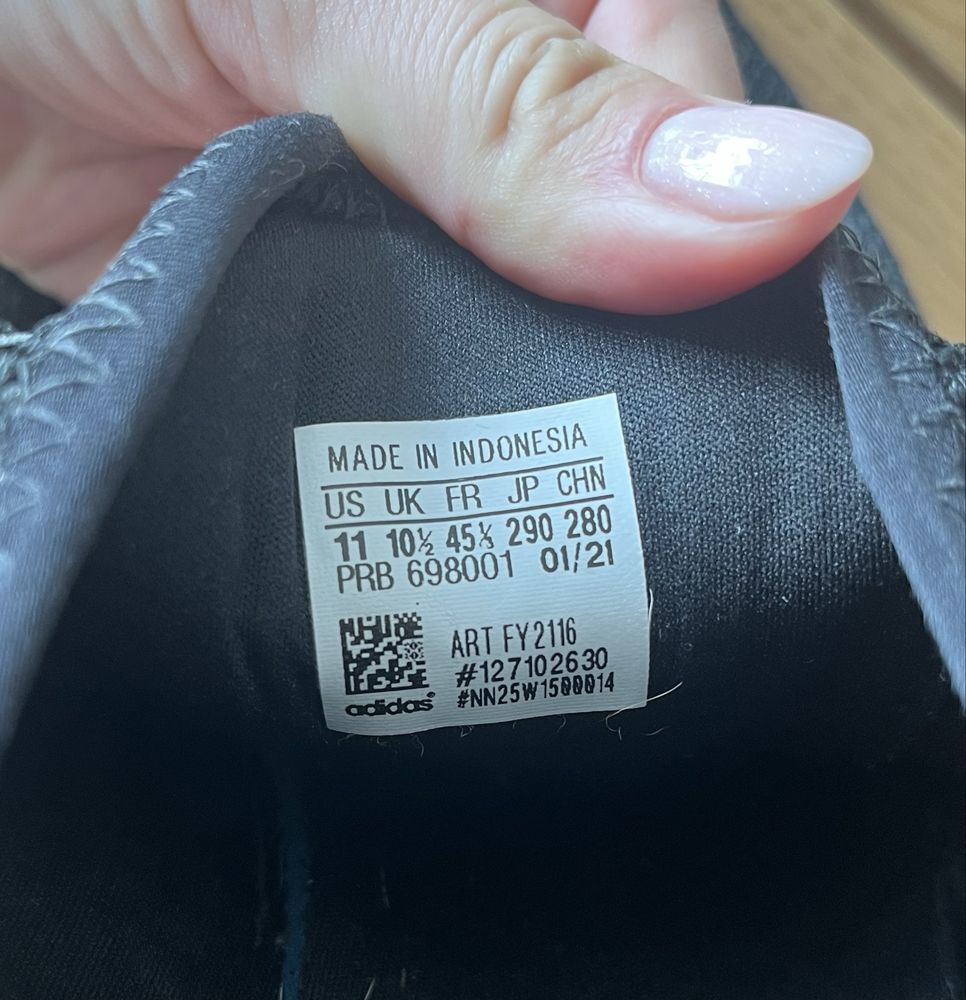 MADE IN INDONESIA
US UK FR JP CHN
11 10½ 45⅓ 290 280
PRB 698001 01/21
ART FY2116
#127102630
#NN25W1500014
adidas®